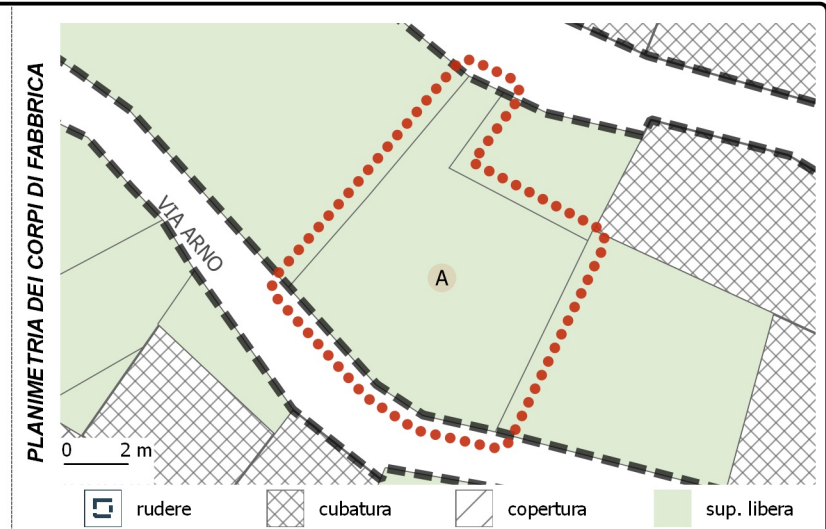 PLANIMETRIA DEI CORPI DI FABBRICA
VIA ARNO
A
0 2 m
rudere cubatura copertura sup. libera